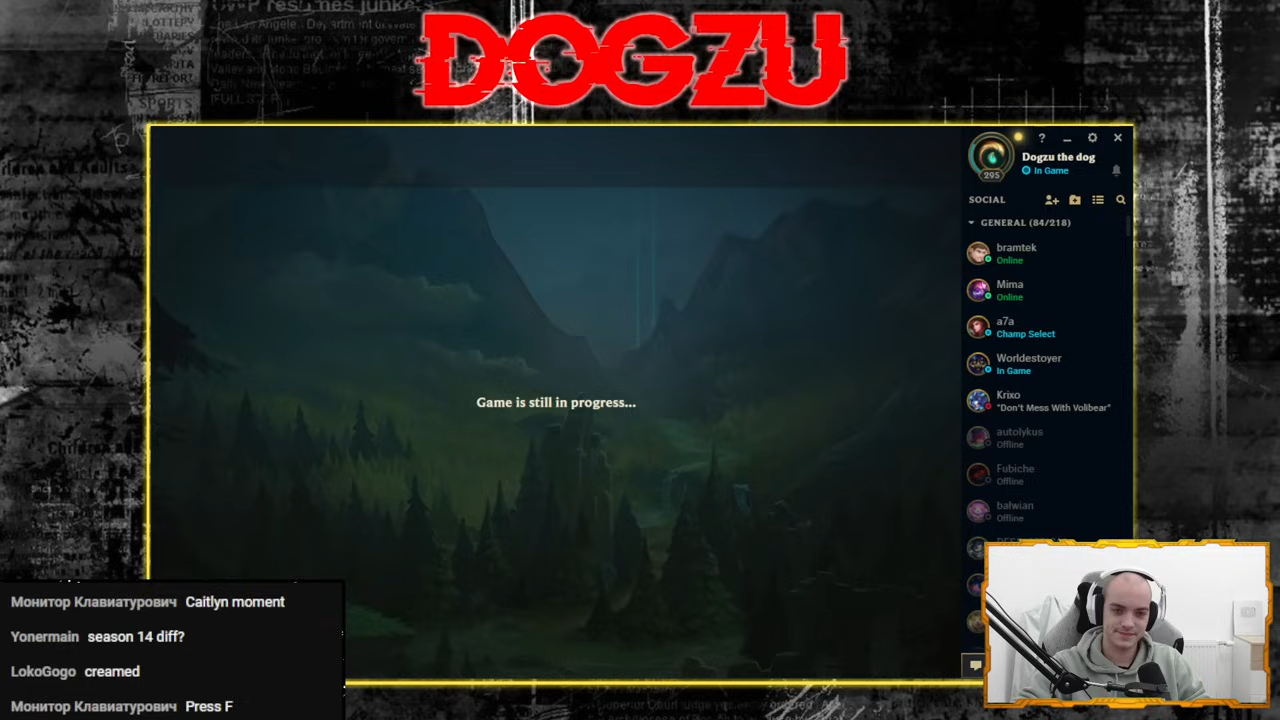 DOGZU
?
Dogzu the dog
295
In Game
SOCIAL
GENERAL (84/218)
bramtek
Online
Mima
Online
a7a
Champ Select
Worldestoyer
In Game
Krixo
"Don't Mess With Volibear"
autolykus
Offline
Fubiche
Offline
balwian
Offline
Game is still in progress...
Монитор Клавиатурович Caitlyn moment
Yonermain season 14 diff?
LokoGogo creamed
Монитор Клавиатурович Press F